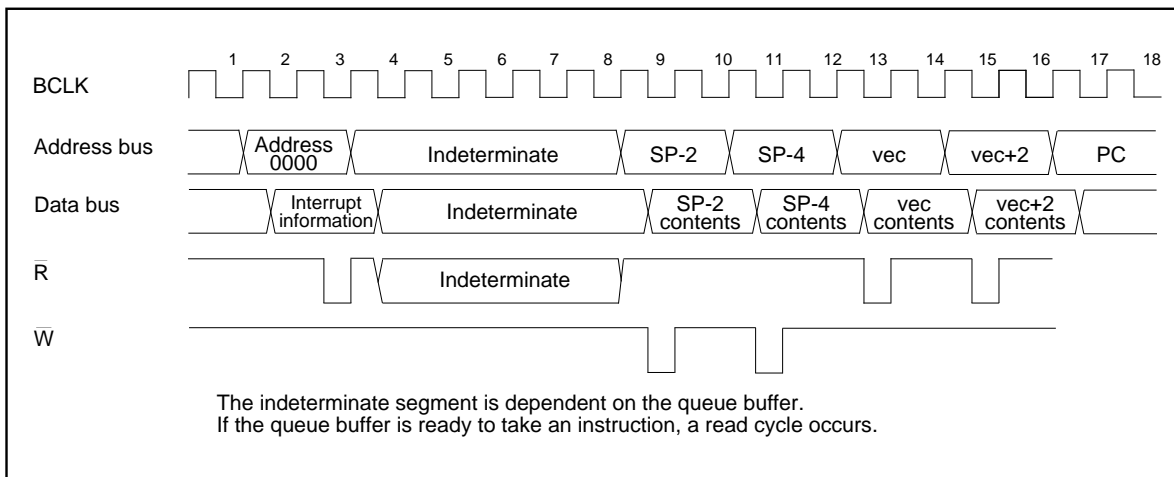 1 2 3 4 5 6 7 8 9 10 11 12 13 14 15 16 17 18
BCLK
Address bus
Address
0000
Indeterminate
SP-2
SP-4
vec
vec+2
PC
Data bus
Interrupt
information
Indeterminate
SP-2
contents
SP-4
contents
vec
contents
vec+2
contents
R̅
Indeterminate
W̅
The indeterminate segment is dependent on the queue buffer.
If the queue buffer is ready to take an instruction, a read cycle occurs.